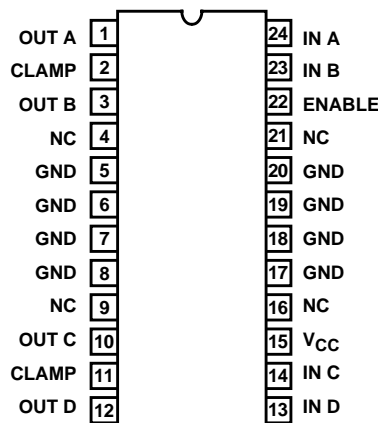 OUT A 1 24 IN A
CLAMP 2 23 IN B
OUT B 3 22 ENABLE
NC 4 21 NC
GND 5 20 GND
GND 6 19 GND
GND 7 18 GND
GND 8 17 GND
NC 9 16 NC
OUT C 10 15 VCC
CLAMP 11 14 IN C
OUT D 12 13 IN D